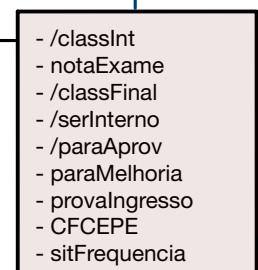 - /classInt
- notaExame
- /classFinal
- /serInterno
- /paraAprov
- paraMelhoria
- provaIngresso
- CFCEPE
- sitFrequencia